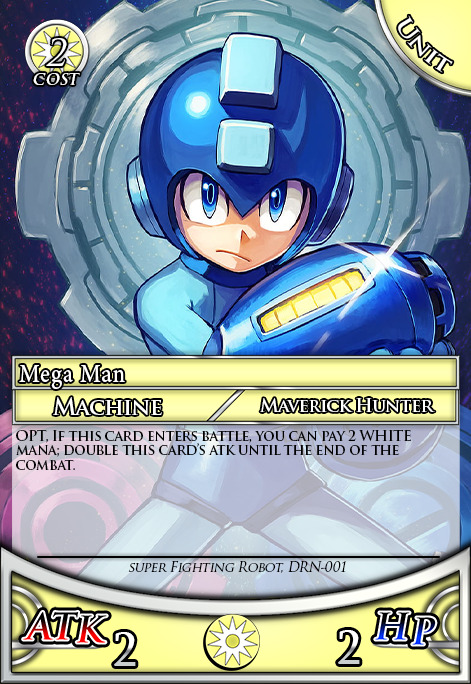 2
COST
UNIT
Mega Man
MACHINE
MAVERICK HUNTER
OPT, IF THIS CARD ENTERS BATTLE, YOU CAN PAY 2 WHITE
MANA; DOUBLE THIS CARD'S ATK UNTIL THE END OF THE
COMBAT.
SUPER FIGHTING ROBOT, DRN-001
ATK 2
2 HP